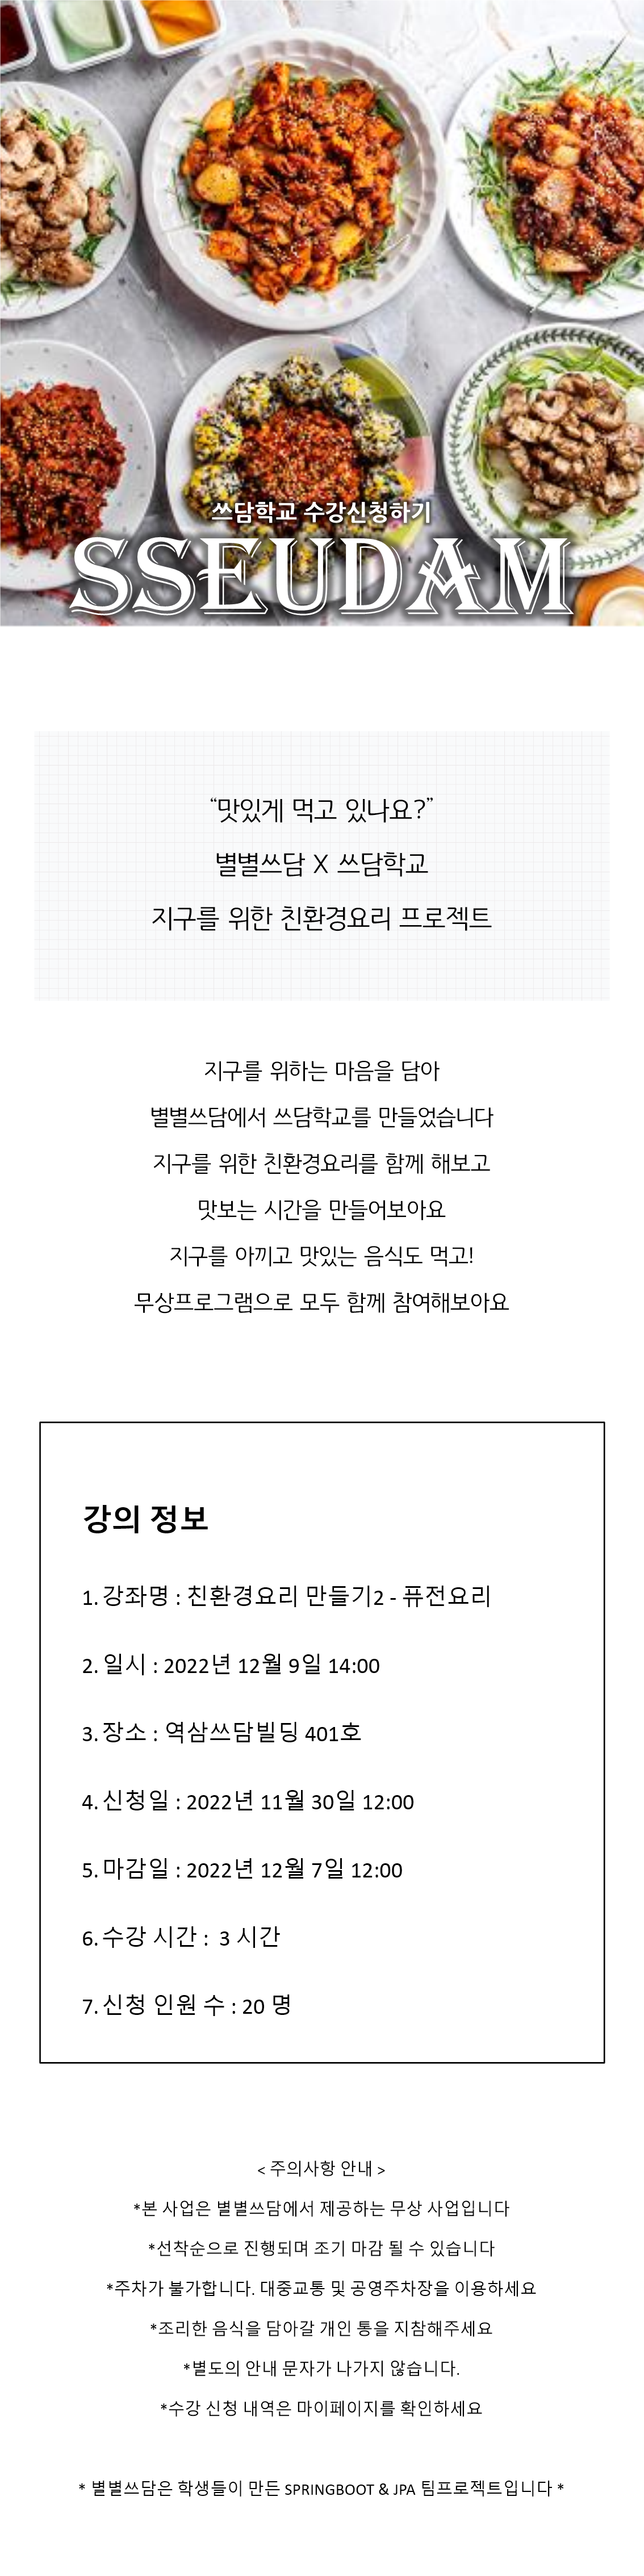 쓰담학교 수강신청하기
SSEUDAM
“맛있게 먹고 있나요?”
별별쓰담 X 쓰담학교
지구를 위한 친환경요리 프로젝트
지구를 위하는 마음을 담아
별별쓰담에서 쓰담학교를 만들었습니다
지구를 위한 친환경요리를 함께 해보고
맛보는 시간을 만들어보아요
지구를 아끼고 맛있는 음식도 먹고!
무상프로그램으로 모두 함께 참여해보아요
강의 정보
1. 강좌명 : 친환경요리 만들기2 - 퓨전요리
2. 일시 : 2022년 12월 9일 14:00
3. 장소 : 역삼쓰담빌딩 401호
4. 신청일 : 2022년 11월 30일 12:00
5. 마감일 : 2022년 12월 7일 12:00
6. 수강 시간 : 3 시간
7. 신청 인원 수 : 20 명
< 주의사항 안내 >
*본 사업은 별별쓰담에서 제공하는 무상 사업입니다
*선착순으로 진행되며 조기 마감 될 수 있습니다
*주차가 불가합니다. 대중교통 및 공영주차장을 이용하세요
*조리한 음식을 담아갈 개인 통을 지참해주세요
*별도의 안내 문자가 나가지 않습니다.
*수강 신청 내역은 마이페이지를 확인하세요
* 별별쓰담은 학생들이 만든 SPRINGBOOT & JPA 팀프로젝트입니다 *